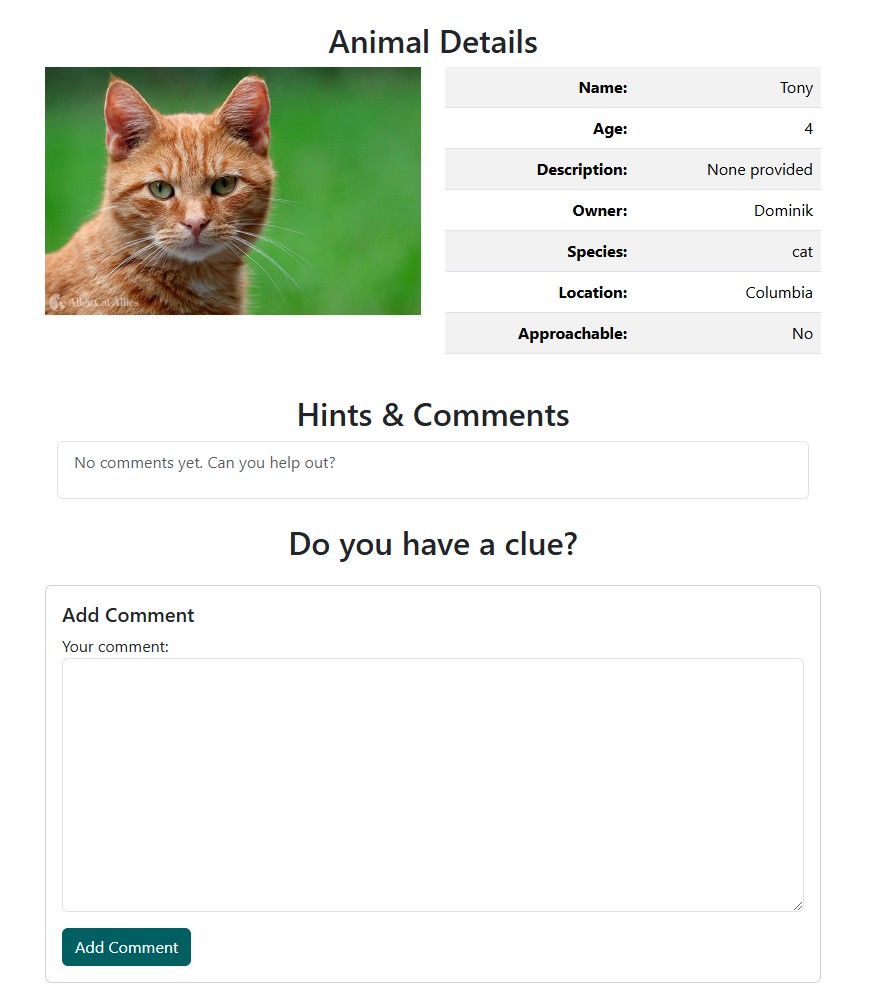 Animal Details
Name: Tony
Age: 4
Description: None provided
Owner: Dominik
Species: cat
Location: Columbia
Approachable: No
Alley Cat Allies
Hints & Comments
No comments yet. Can you help out?
Do you have a clue?
Add Comment
Your comment:
Add Comment